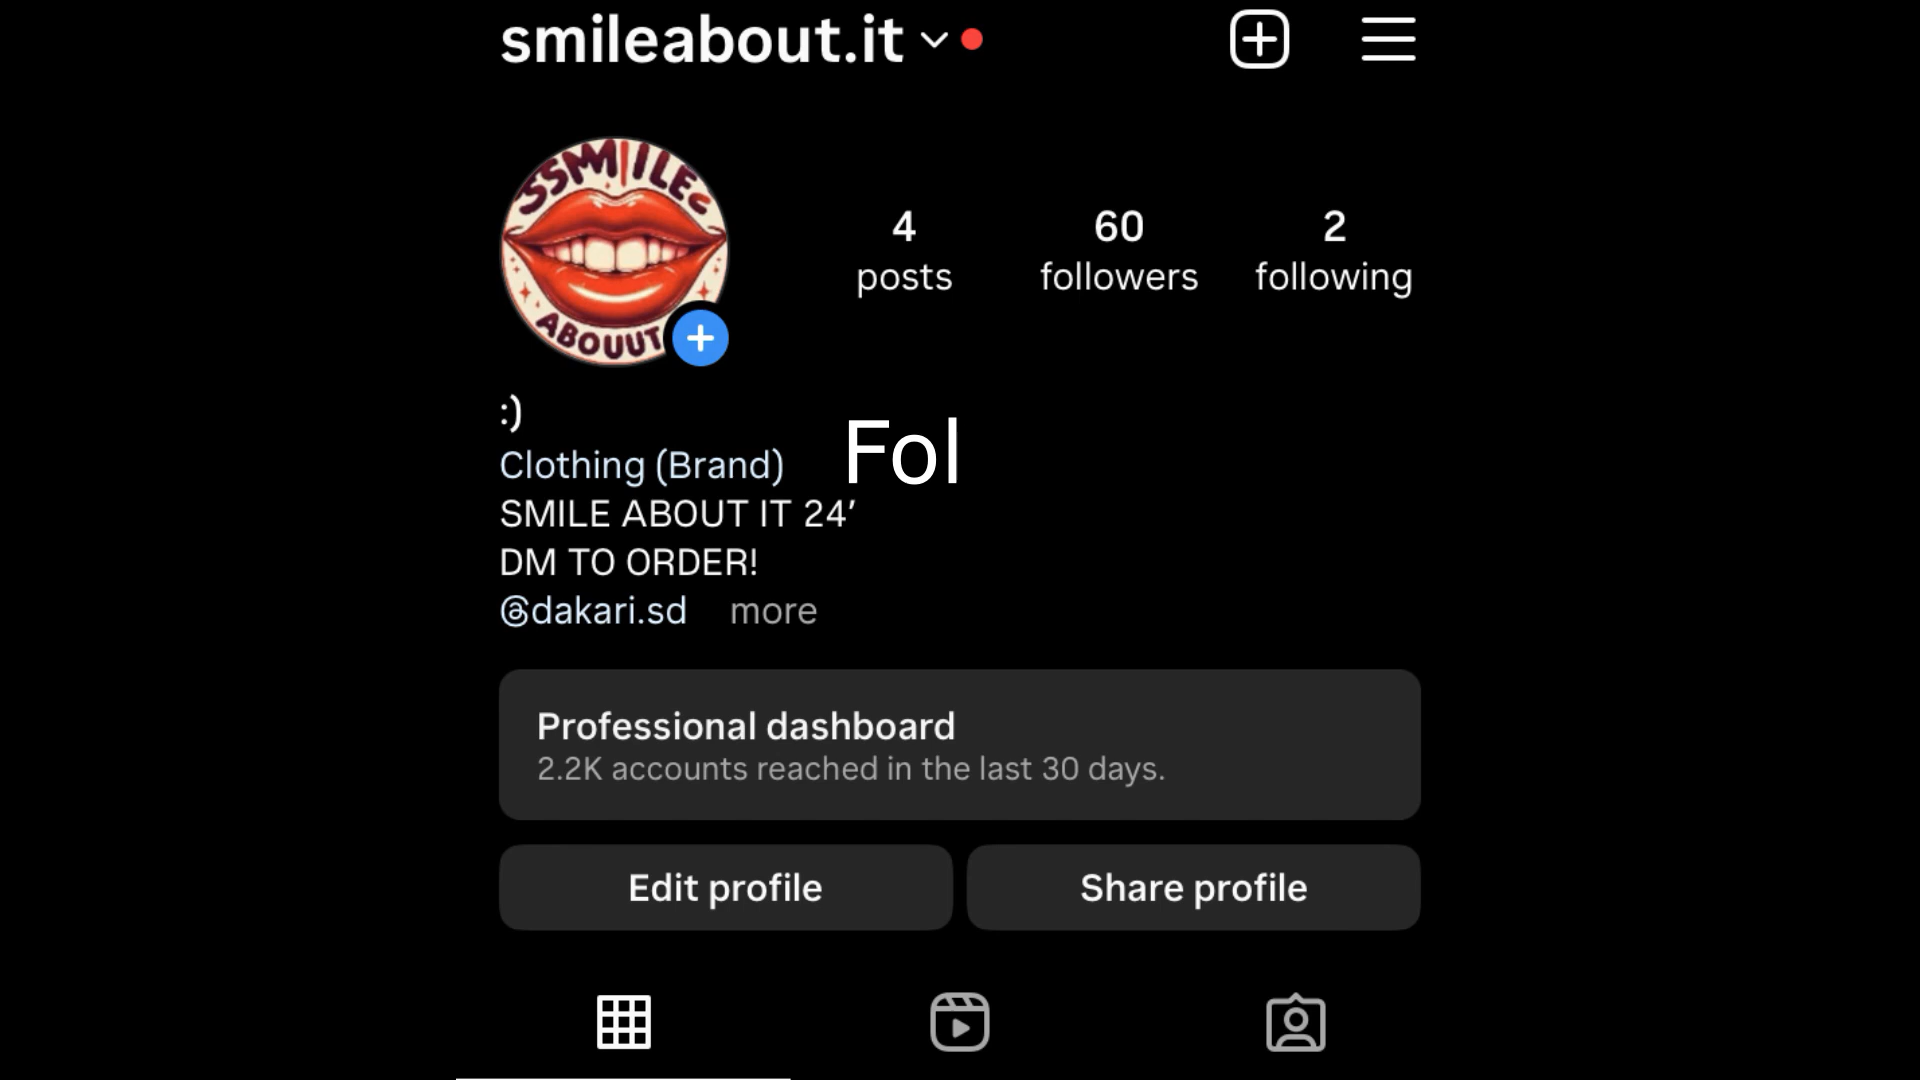 smileabout.it
SSMMILE
ABOUUT
4 60 2
posts followers following
:)
Fol
Clothing (Brand)
SMILE ABOUT IT 24’
DM TO ORDER!
@dakari.sd more
Professional dashboard
2.2K accounts reached in the last 30 days.
Edit profile Share profile